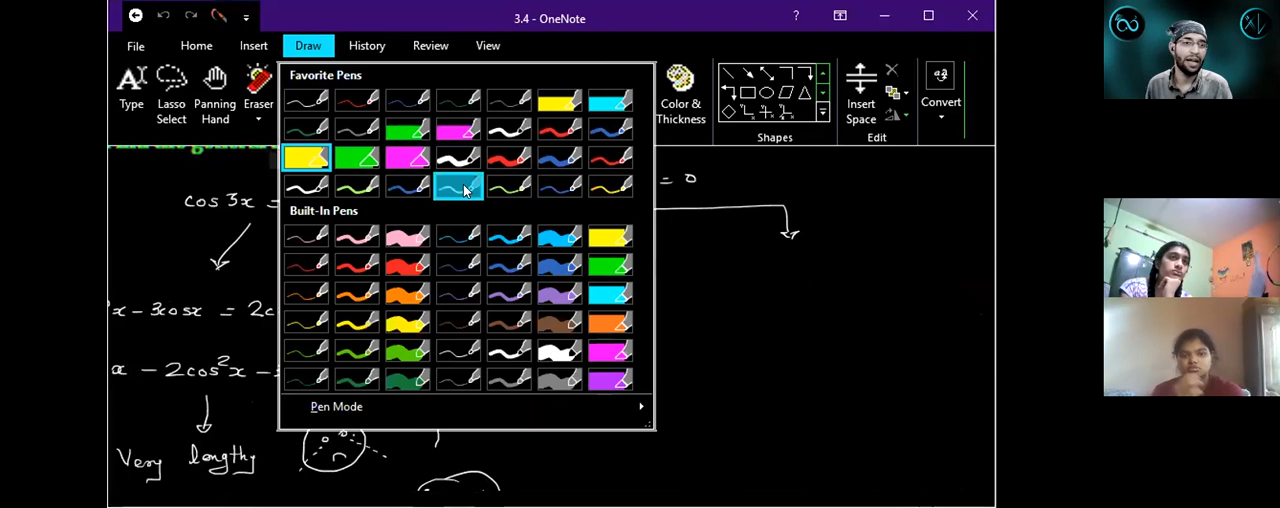 3.4 - OneNote
?
File Home Insert Draw History Review View
Favorite Pens
Type Lasso Select Panning Hand Eraser
Color & Thickness
Shapes
Insert Space
Edit
Convert
Built-In Pens
Pen Mode
cos 3x =
= 0
x - 3cosx = 2c
x - 2cos²x -
Very lengthy